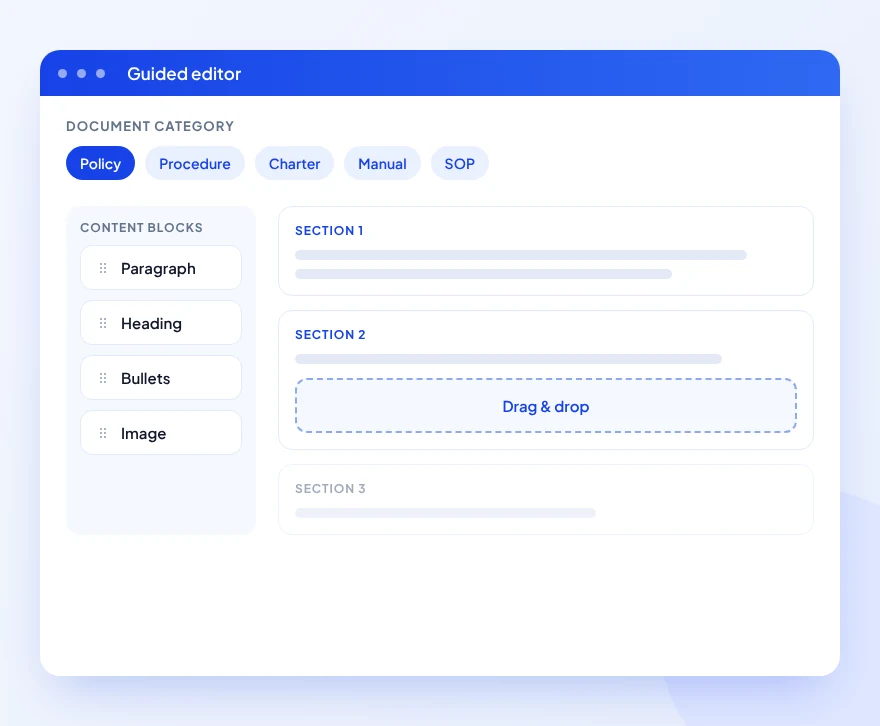 Guided editor
DOCUMENT CATEGORY
Policy Procedure Charter Manual SOP
CONTENT BLOCKS
Paragraph
Heading
Bullets
Image
SECTION 1
SECTION 2
Drag & drop
SECTION 3